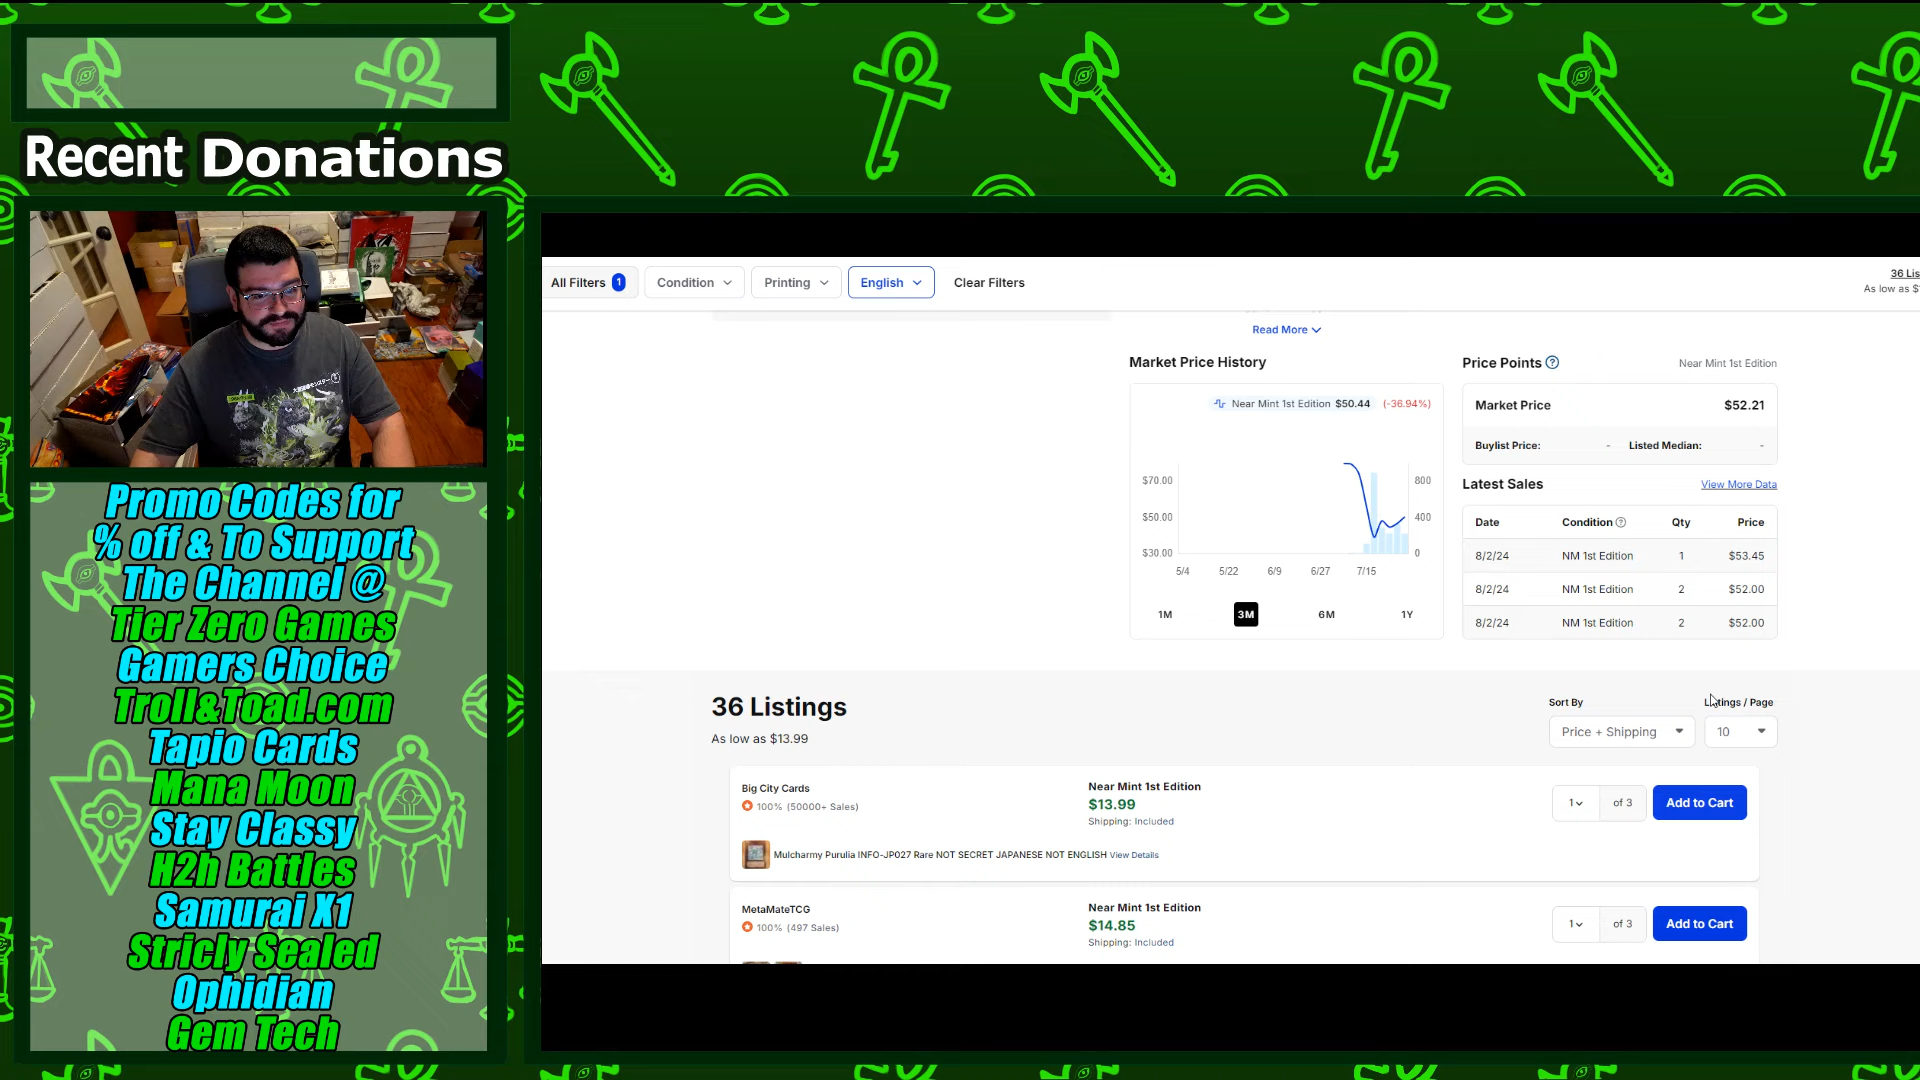 Recent Donations
Promo Codes for
% off & To Support
The Channel @
Tier Zero Games
Gamers Choice
Troll&Toad.com
Tapio Cards
Mana Moon
Stay Classy
H2h Battles
Samurai X1
Stricly Sealed
Ophidian
Gem Tech
All Filters 1
Condition
Printing
English
Clear Filters
36 Lis
As low as $
Read More
Market Price History
Near Mint 1st Edition $50.44 (-36.94%)
$70.00
$50.00
$30.00
800
400
0
5/4 5/22 6/9 6/27 7/15
1M 3M 6M 1Y
Price Points
Near Mint 1st Edition
Market Price $52.21
Buylist Price: - Listed Median: -
Latest Sales
View More Data
Date Condition Qty Price
8/2/24 NM 1st Edition 1 $53.45
8/2/24 NM 1st Edition 2 $52.00
8/2/24 NM 1st Edition 2 $52.00
36 Listings
As low as $13.99
Sort By
Price + Shipping
Listings / Page
10
Big City Cards
100% (50000+ Sales)
Near Mint 1st Edition
$13.99
Shipping: Included
1 of 3
Add to Cart
Mulcharmy Purulia INFO-JP027 Rare NOT SECRET JAPANESE NOT ENGLISH View Details
MetaMateTCG
100% (497 Sales)
Near Mint 1st Edition
$14.85
Shipping: Included
1 of 3
Add to Cart